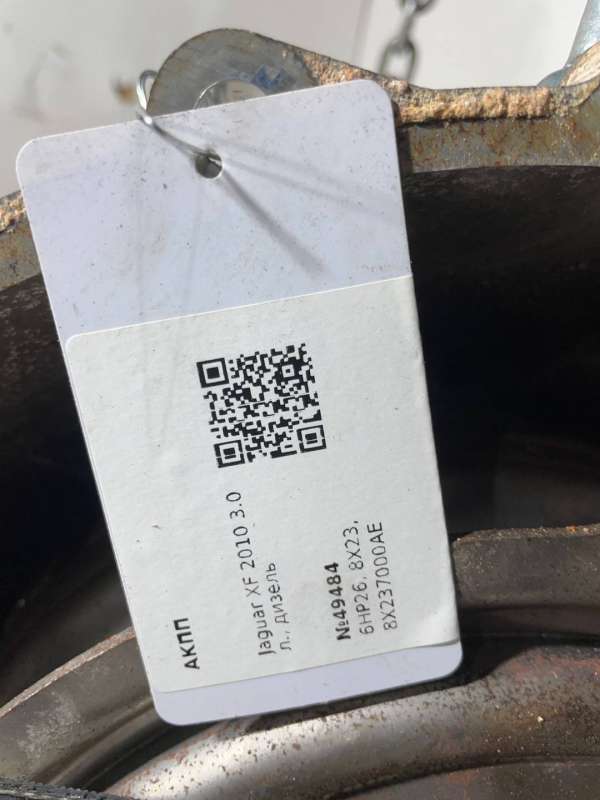 АКПП
Jaguar XF 2010 3.0
л., дизель
№49484
6HP26, 8X23,
8X237000AE